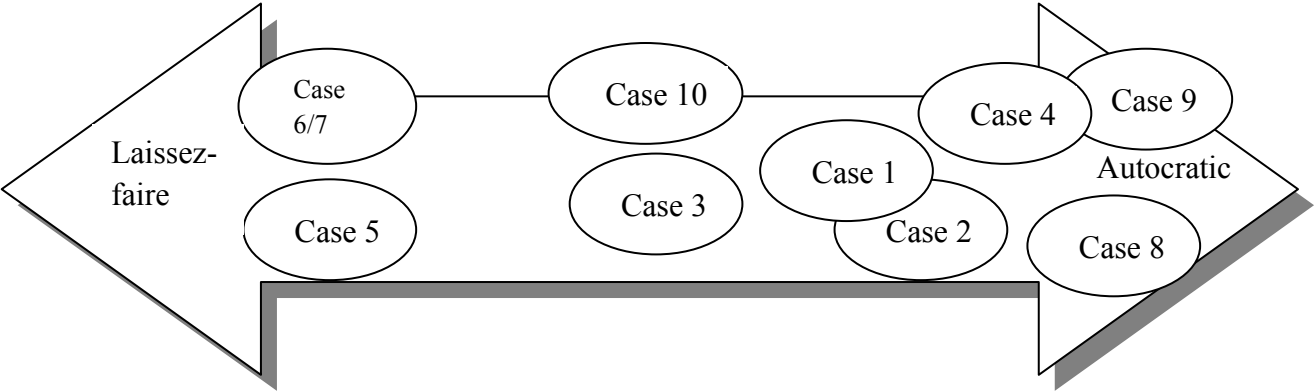 Laissez-
faire
Case
6/7
Case 5
Case 10
Case 3
Case 1
Case 2
Case 4
Case 9
Autocratic
Case 8